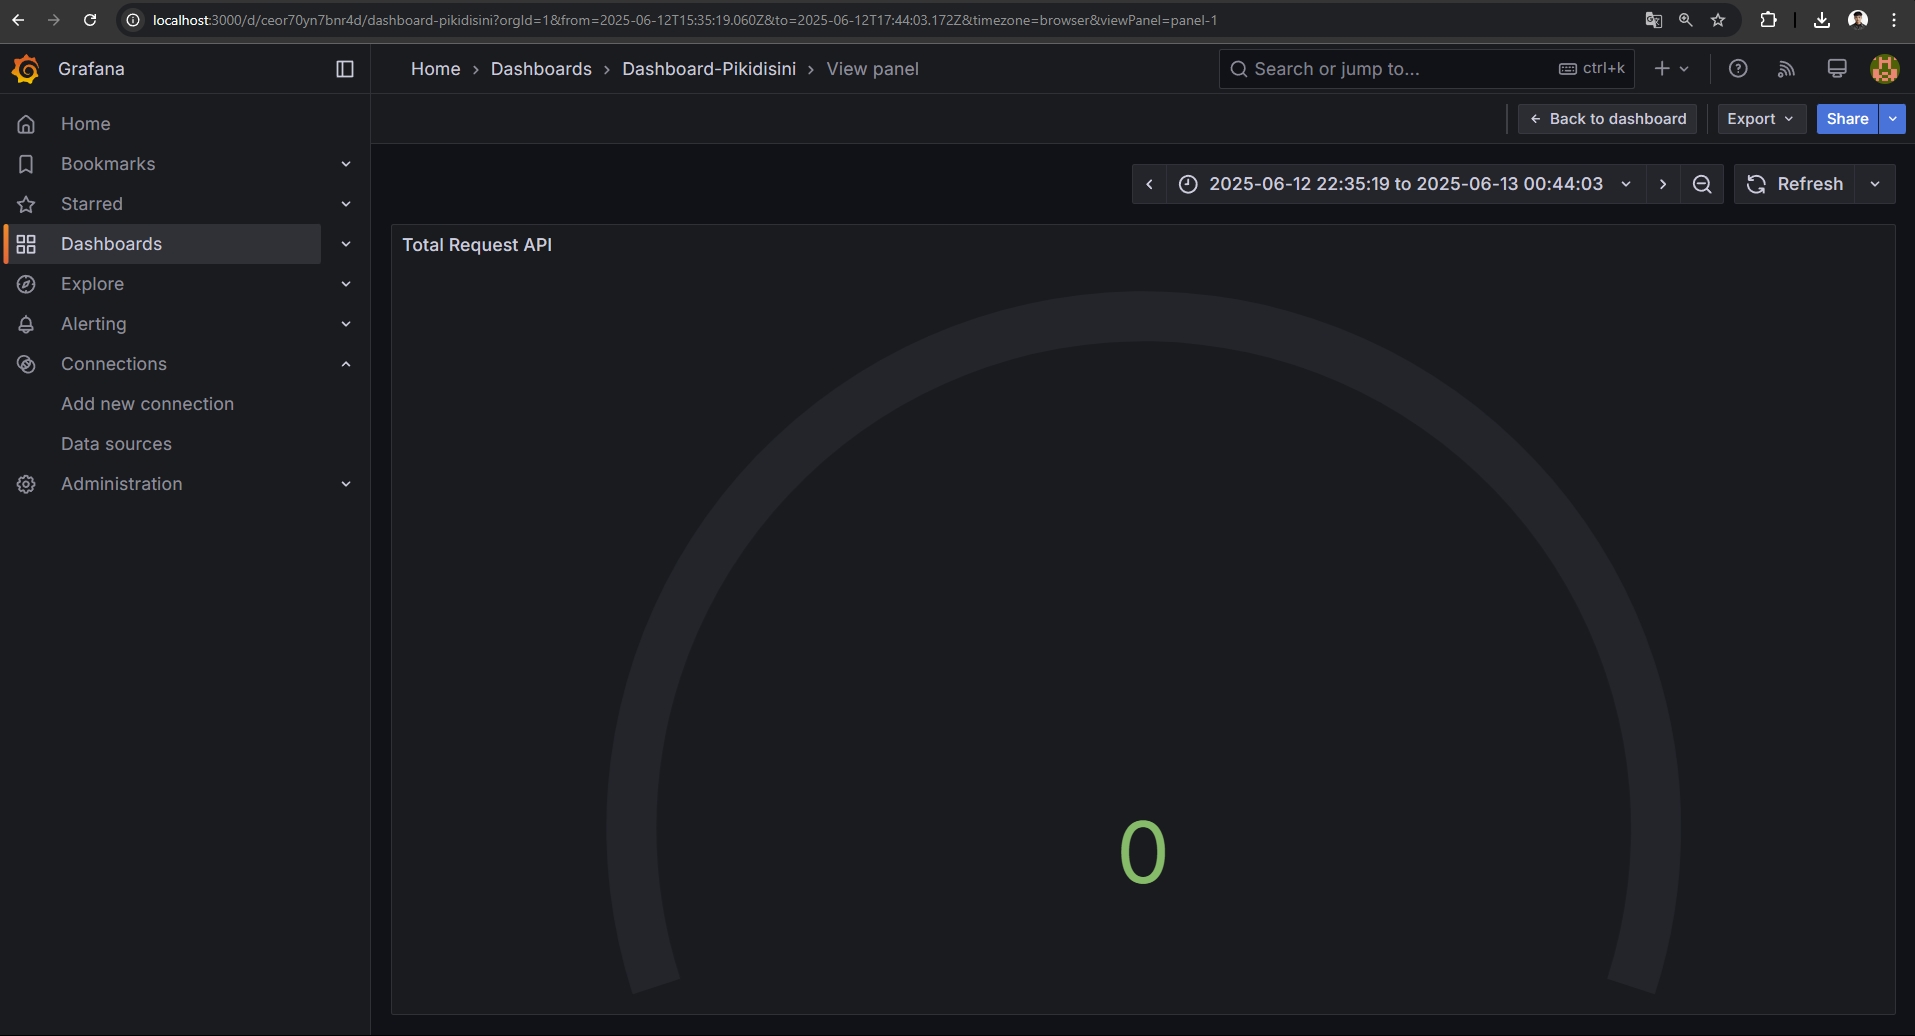 localhost:3000/d/ceor70yn7bnr4d/dashboard-pikidisini?orgId=1&from=2025-06-12T15:35:19.060Z&to=2025-06-12T17:44:03.172Z&timezone=browser&viewPanel=panel-1
Grafana
Home › Dashboards › Dashboard-Pikidisini › View panel
Search or jump to...
ctrl+k
Back to dashboard
Export
Share
Home
Bookmarks
Starred
Dashboards
Explore
Alerting
Connections
Add new connection
Data sources
Administration
2025-06-12 22:35:19 to 2025-06-13 00:44:03
Refresh
Total Request API
0